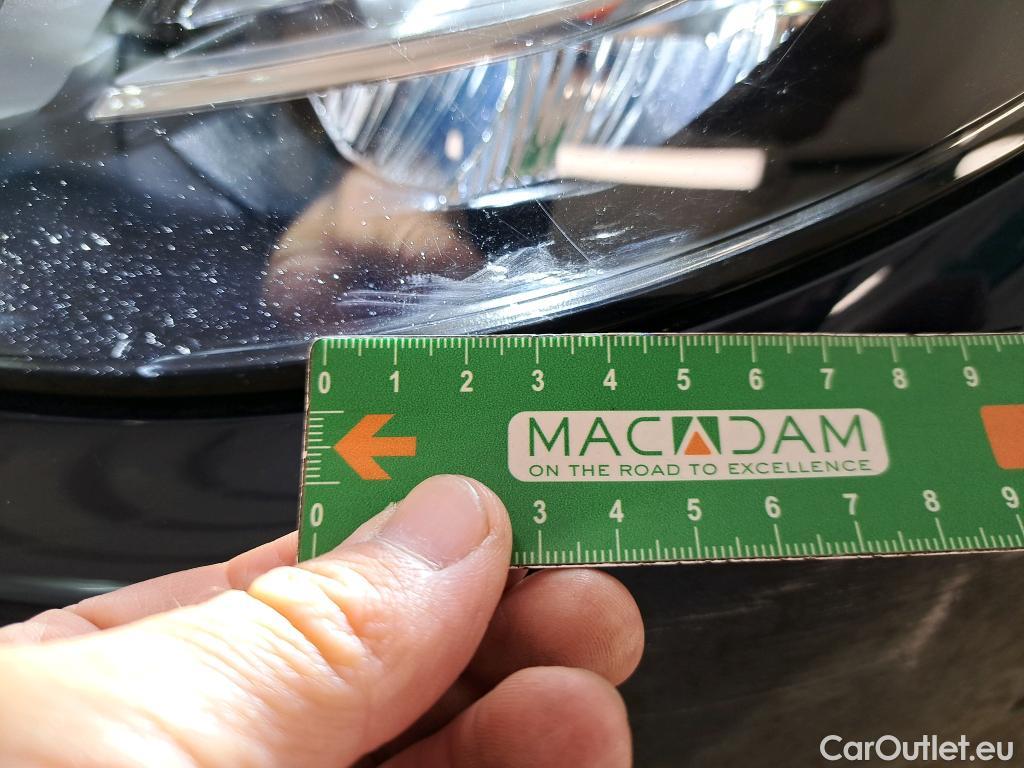 0 1 2 3 4 5 6 7 8 9
MACADAM
ON THE ROAD TO EXCELLENCE
0 3 4 5 6 7 8 9
CarOutlet.eu